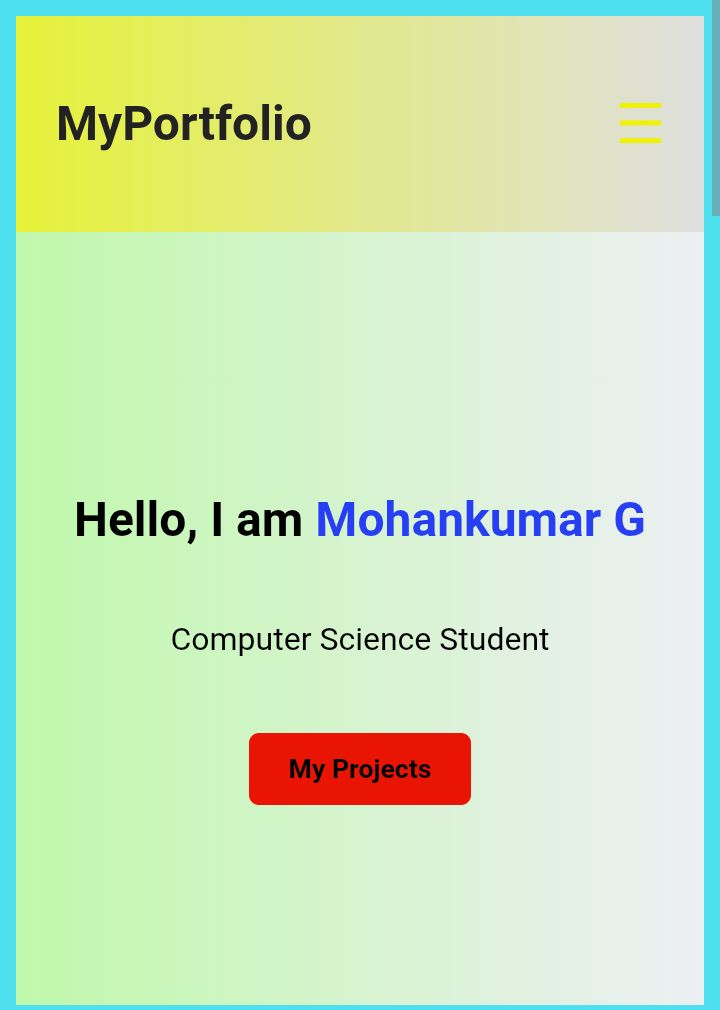 MyPortfolio
Hello, I am Mohankumar G
Computer Science Student
My Projects